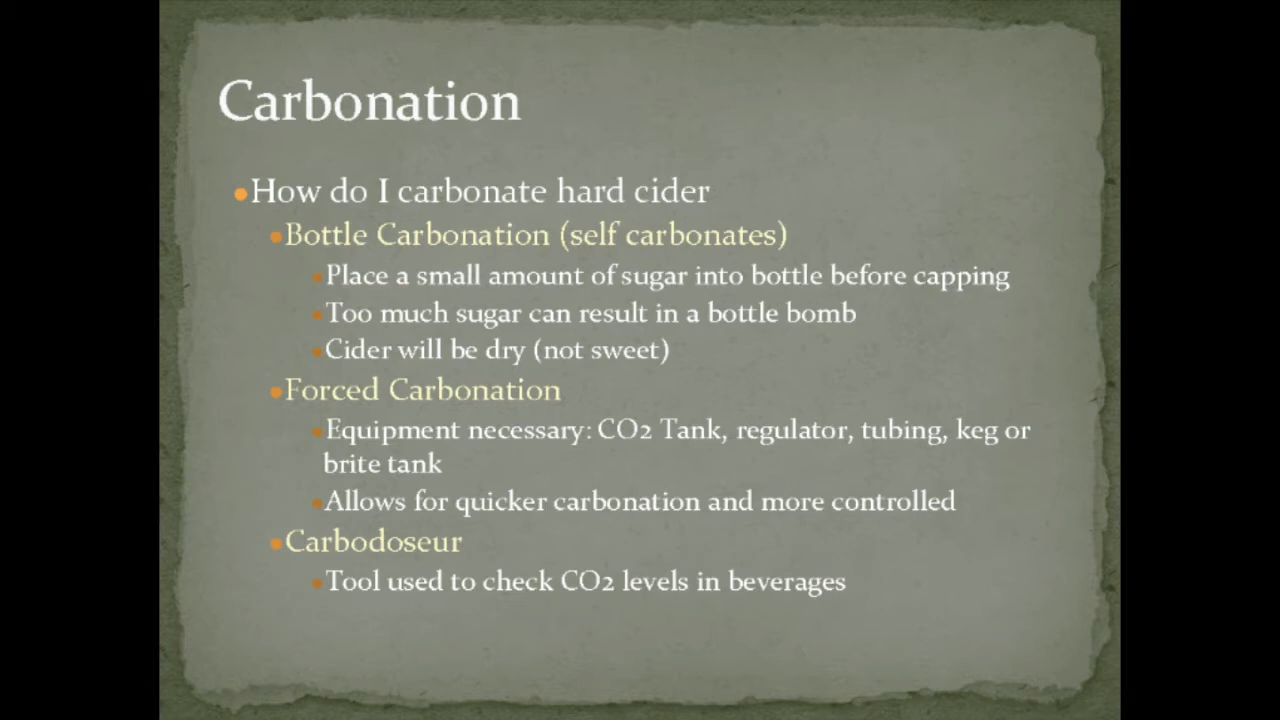 Carbonation
How do I carbonate hard cider
Bottle Carbonation (self carbonates)
Place a small amount of sugar into bottle before capping
Too much sugar can result in a bottle bomb
Cider will be dry (not sweet)
Forced Carbonation
Equipment necessary: CO2 Tank, regulator, tubing, keg or
brite tank
Allows for quicker carbonation and more controlled
Carbodoseur
Tool used to check CO2 levels in beverages